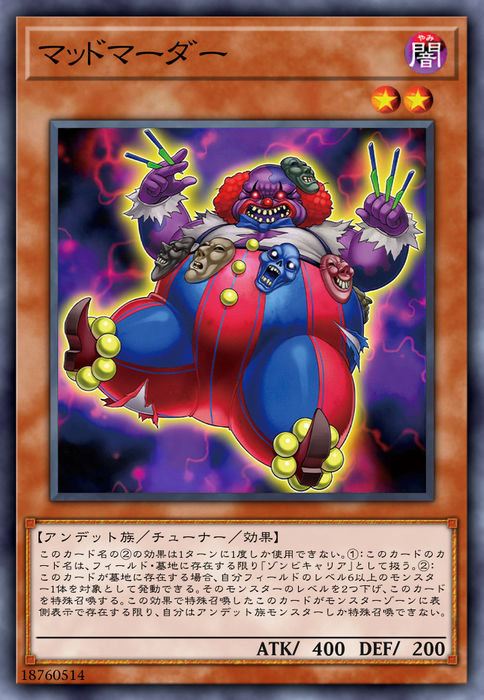 マッドマーダー
やみ
闇
【アンデット族／チューナー／効果】
このカード名の②の効果は1ターンに1度しか使用できない。①:このカードのカ
ード名は、フィールド・墓地に存在する限り「ゾンビキャリア」として扱う。②:
このカードが墓地に存在する場合、自分フィールドのレベル6以上のモンスタ
ー1体を対象として発動できる。そのモンスターのレベルを2つ下げ、このカード
を特殊召喚する。この効果で特殊召喚したこのカードがモンスターゾーンに表
側表示で存在する限り、自分はアンデット族モンスターしか特殊召喚できない。
ATK/ 400 DEF/ 200
18760514